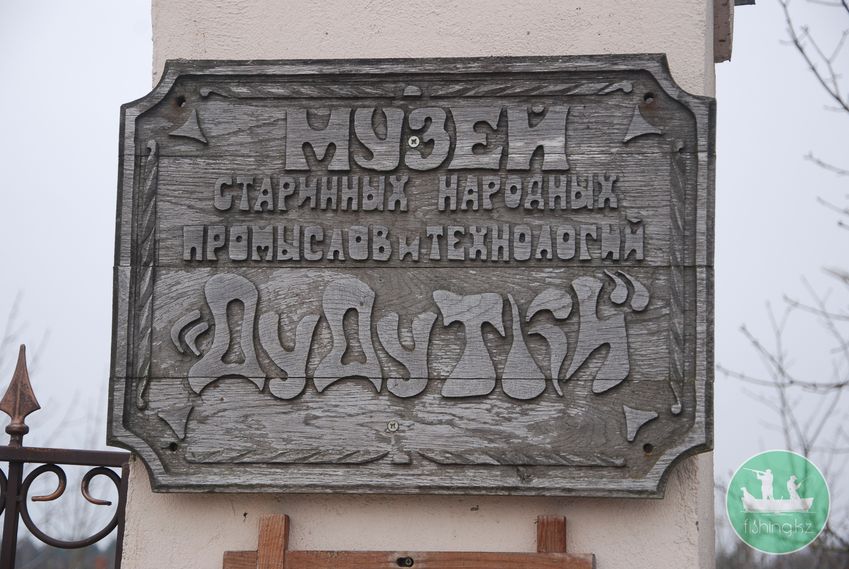 МУЗЕЙ
СТАРИННЫХ НАРОДНЫХ
ПРОМЫСЛОВ И ТЕХНОЛОГИЙ
"ДУДУТКИ"
fishing.kz